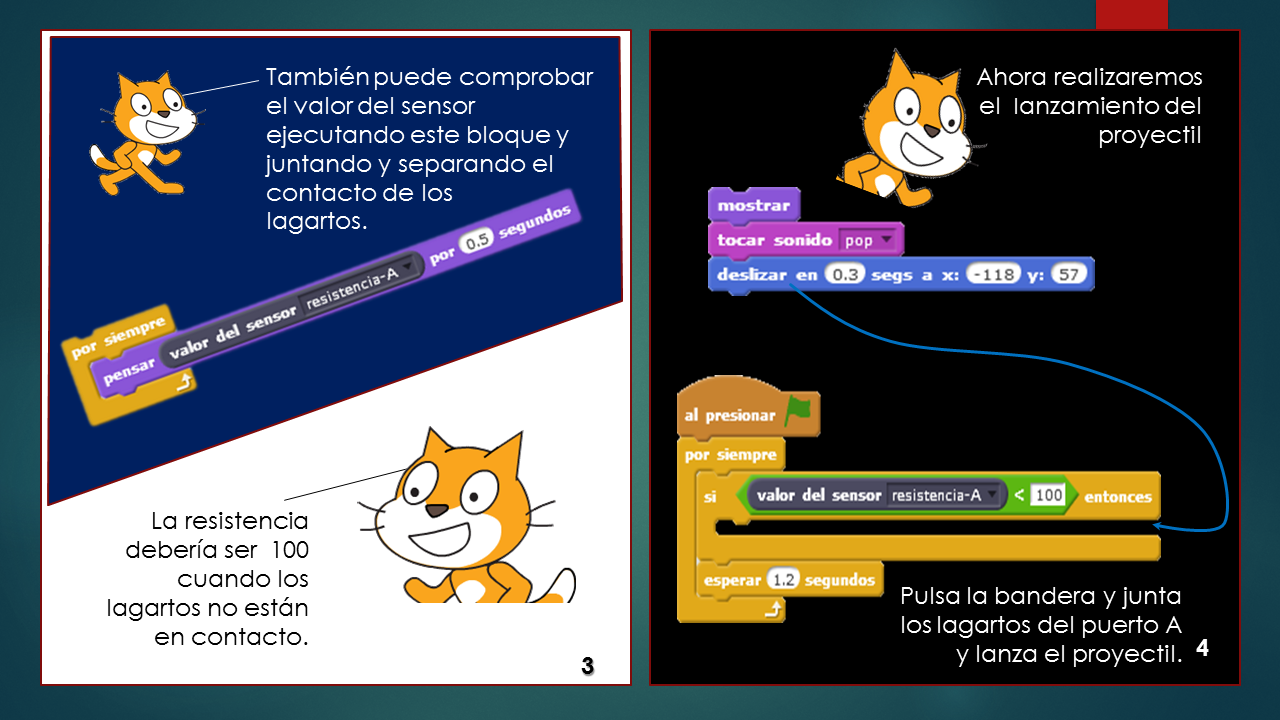 También puede comprobar
el valor del sensor
ejecutando este bloque y
juntando y separando el
contacto de los
lagartos.
por siempre
pensar valor del sensor resistencia-A por 0.5 segundos
La resistencia
debería ser 100
cuando los
lagartos no están
en contacto.
3
Ahora realizaremos
el lanzamiento del
proyectil
mostrar
tocar sonido pop
deslizar en 0.3 segs a x: -118 y: 57
al presionar
por siempre
si valor del sensor resistencia-A < 100 entonces
esperar 1.2 segundos
Pulsa la bandera y junta
los lagartos del puerto A
y lanza el proyectil.
4